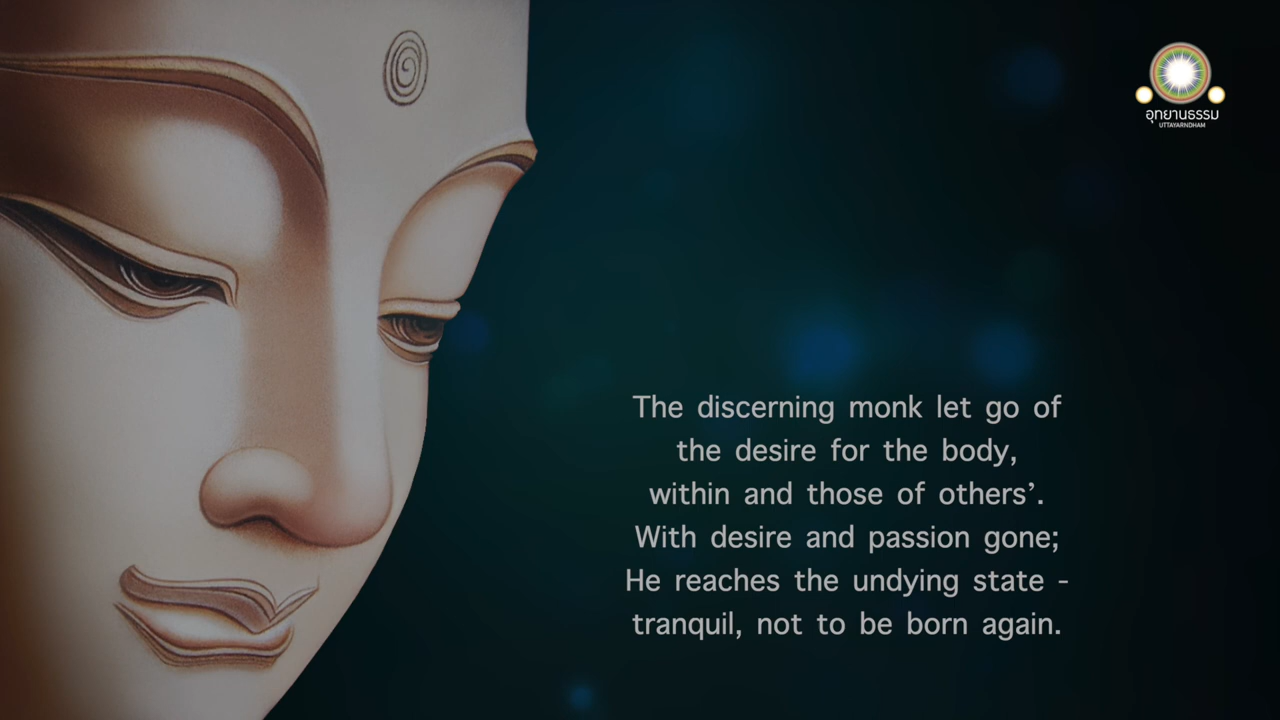 อุทยานธรรม
UTTAYARNDHAM
The discerning monk let go of
the desire for the body,
within and those of others’.
With desire and passion gone;
He reaches the undying state -
tranquil, not to be born again.